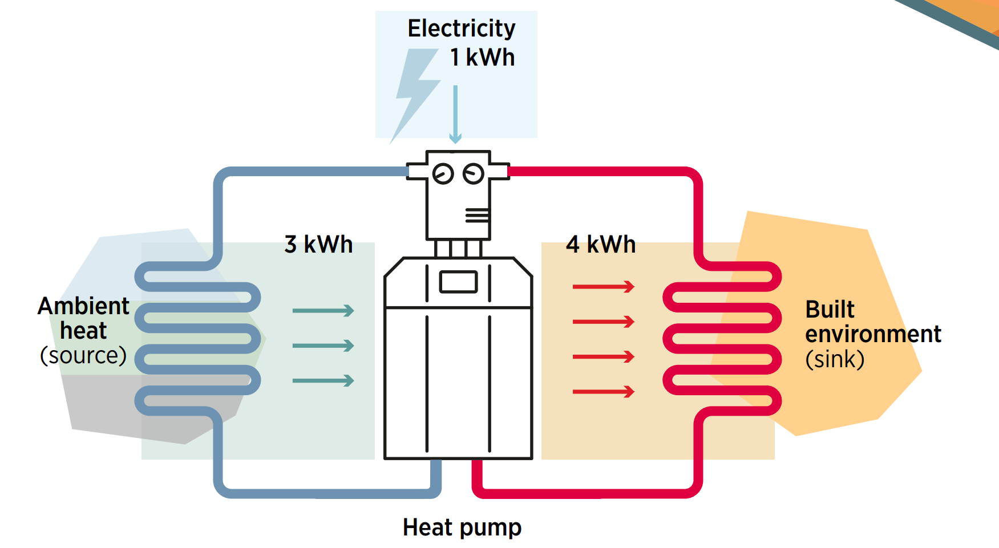 Electricity
1 kWh
3 kWh
4 kWh
Ambient
heat
(source)
Built
environment
(sink)
Heat pump